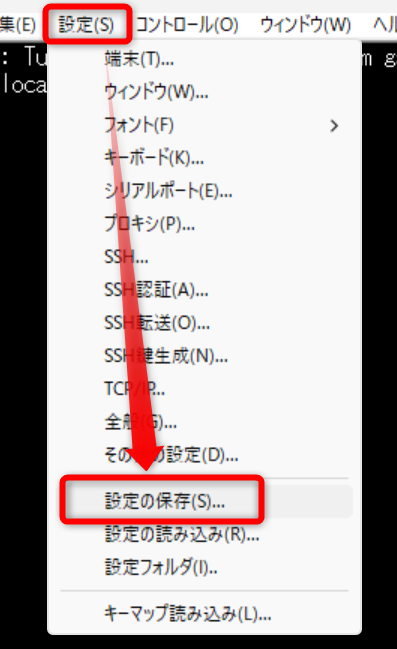 集(E) 設定(S) コントロール(O) ウィンドウ(W) ヘル
: Tu m g
loca
端末(T)...
ウィンドウ(W)...
フォント(F)
キーボード(K)...
シリアルポート(E)...
プロキシ(P)...
SSH...
SSH認証(A)...
SSH転送(O)...
SSH鍵生成(N)...
TCP/IP...
全般(G)...
その他の設定(D)...
設定の保存(S)...
設定の読み込み(R)...
設定フォルダ(I)..
キーマップ読み込み(L)...